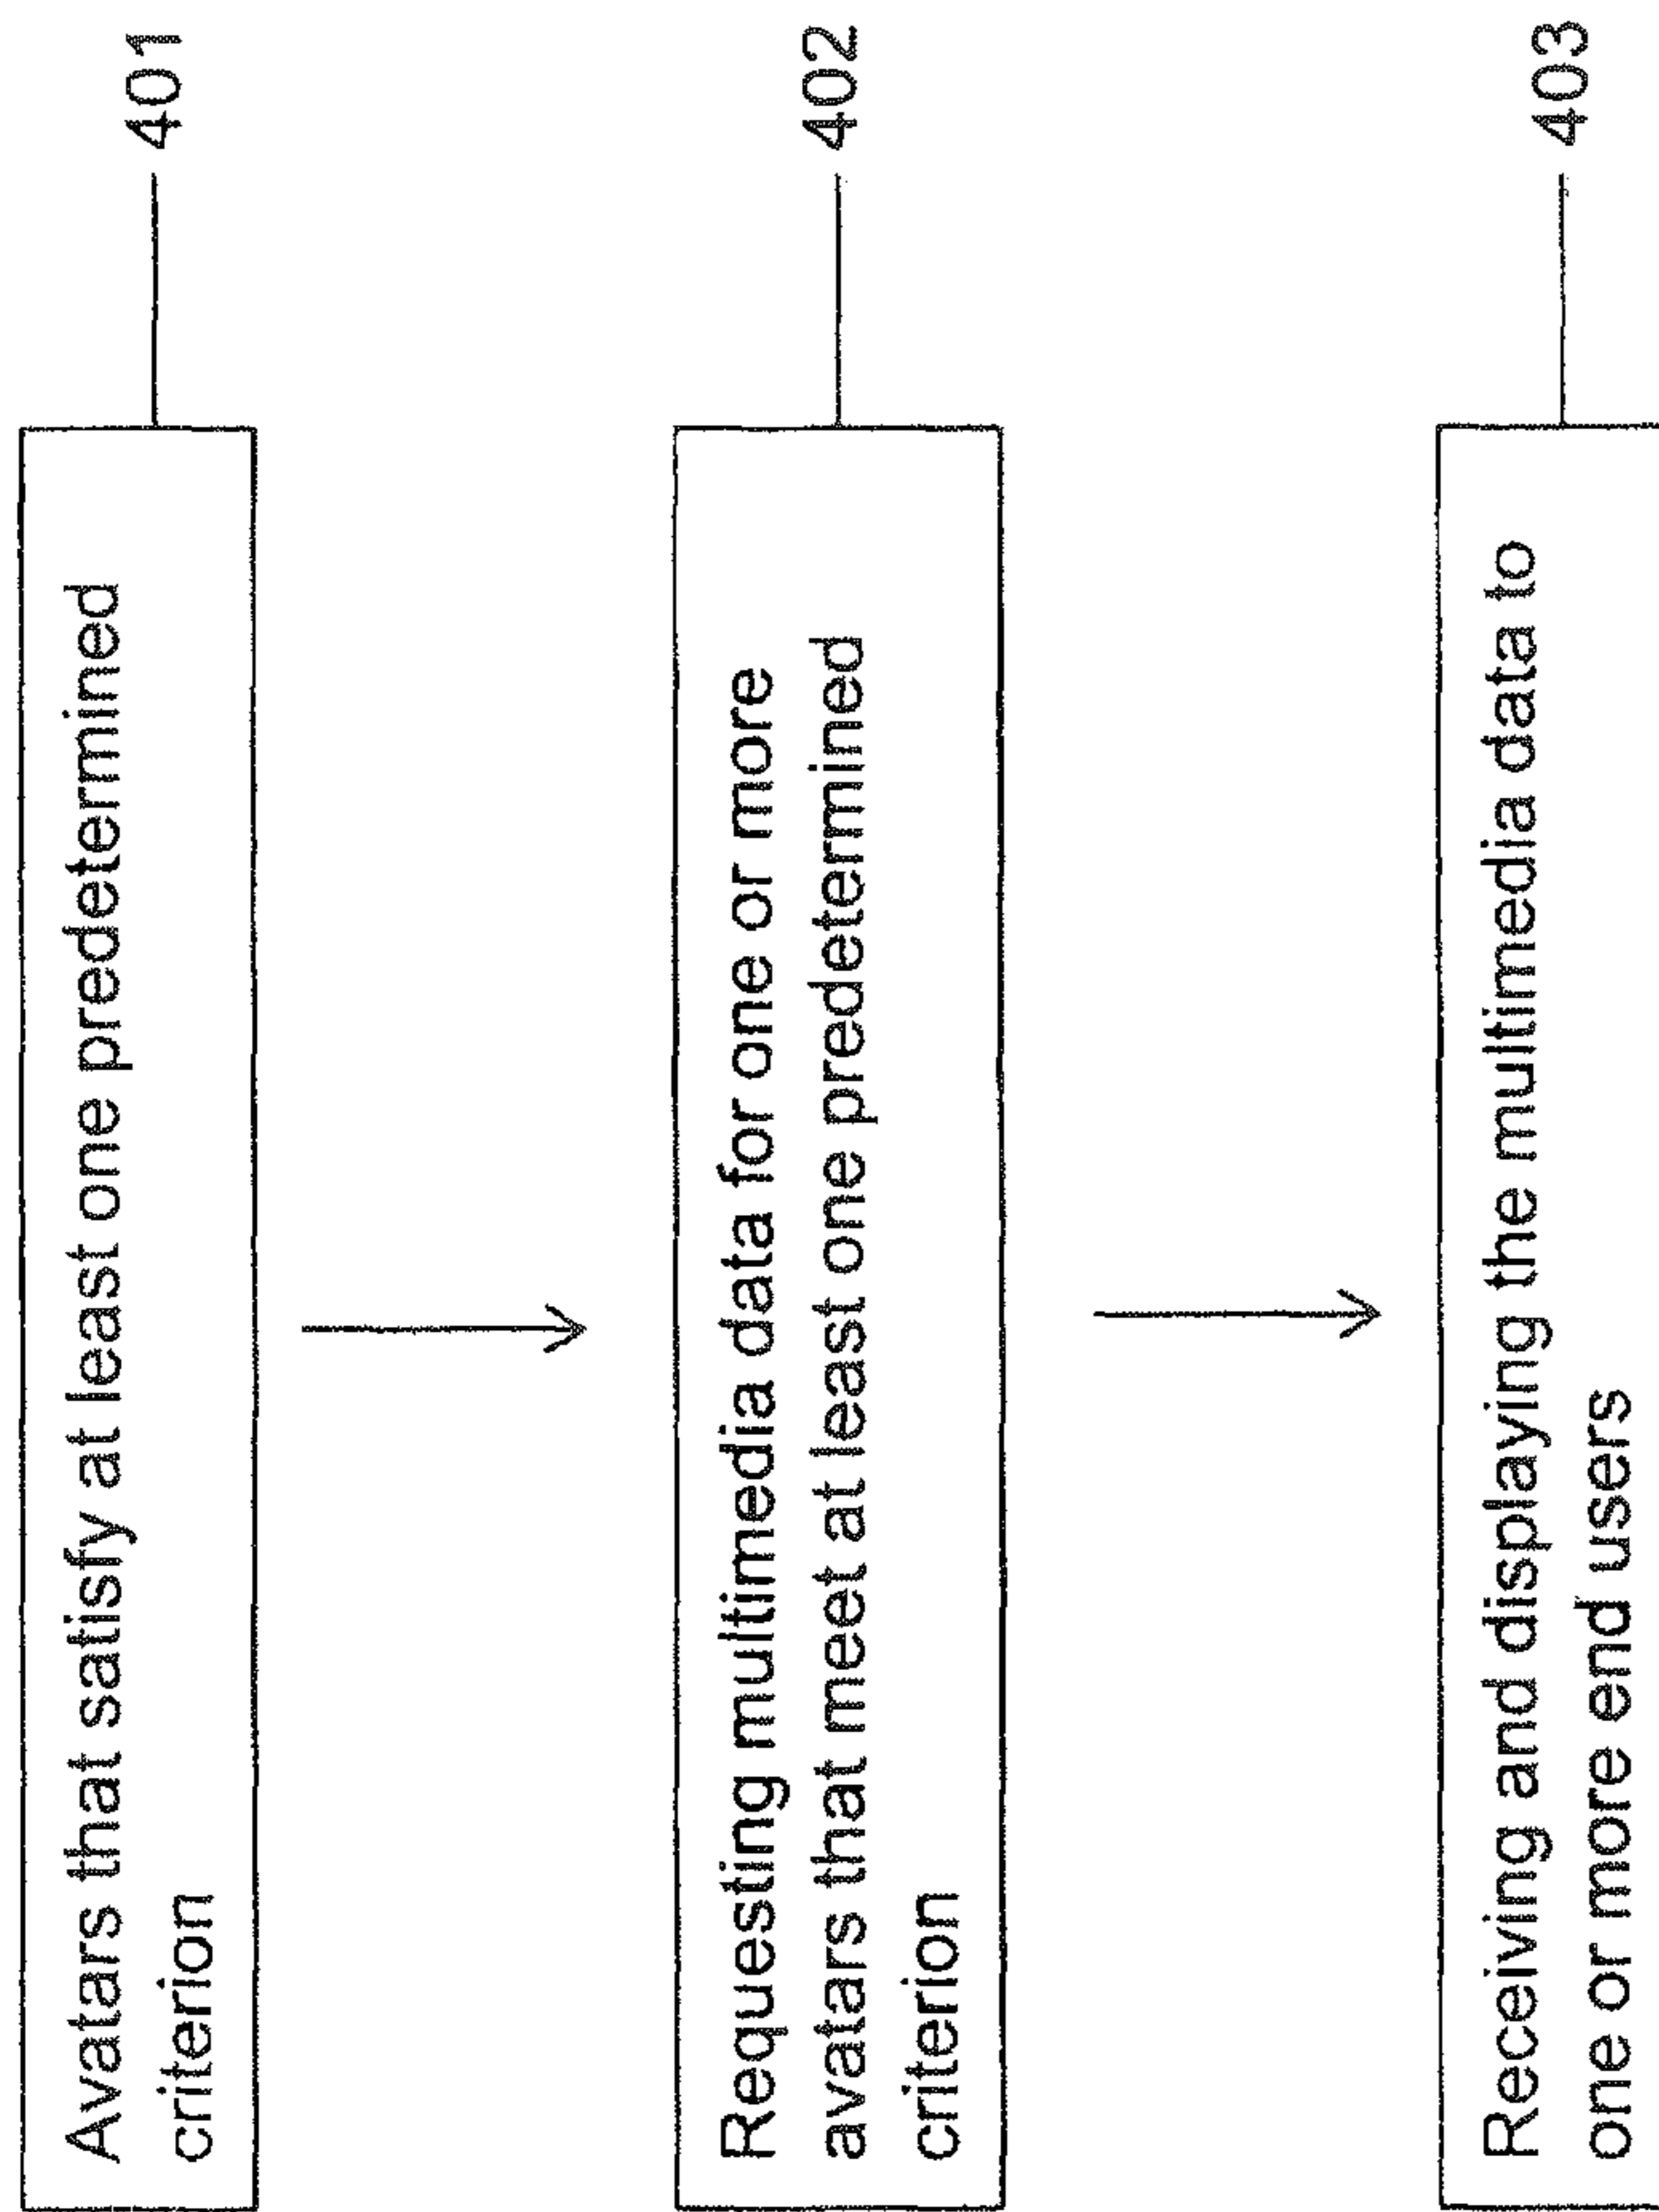 Avatars that satisfy at least one predetermined
criterion
401
Requesting multimedia data for one or more
avatars that meet at least one predetermined
criterion
402
Receiving and displaying the multimedia data to
one or more end users
403